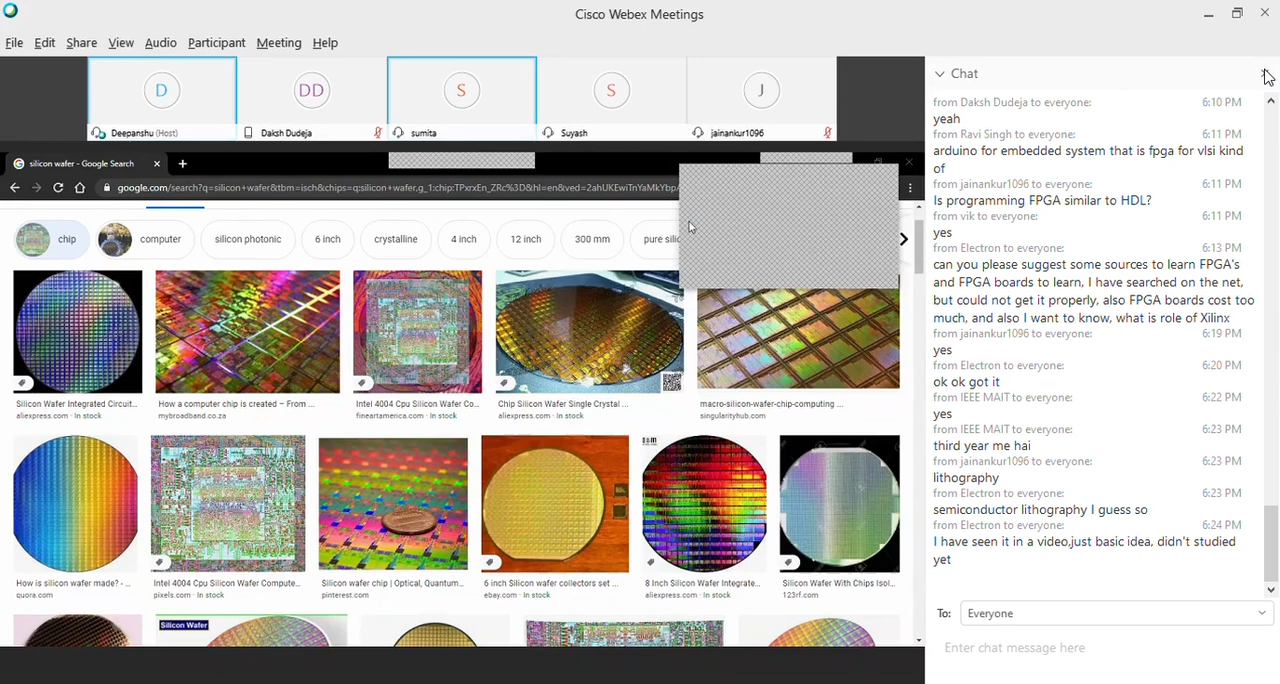 Cisco Webex Meetings
File Edit Share View Audio Participant Meeting Help
D DD S S J
Deepanshu (Host) Daksh Dudeja sumita Suyash jainankur1096
silicon wafer - Google Search
google.com/search?q=silicon+wafer&tbm=isch&chips=q:silicon+wafer,g_1:chip:TPxrxEn_ZRc%3D&hl=en&ved=2ahUKEwiTnYaMkYbp
chip computer silicon photonic 6 inch crystalline 4 inch 12 inch 300 mm pure silic
Silicon Wafer Integrated Circuit... How a computer chip is created – From ... Intel 4004 Cpu Silicon Wafer Co... Chip Silicon Wafer Single Crystal ... macro-silicon-wafer-chip-computing ...
aliexpress.com · In stock mybroadband.co.za fineartamerica.com · In stock aliexpress.com · In stock singularityhub.com
How is silicon wafer made? - ... Intel 4004 Cpu Silicon Wafer Compute... Silicon wafer chip | Optical, Quantum... 6 inch Silicon wafer collectors set ... 8 Inch Silicon Wafer Integrate... Silicon Wafer With Chips Isol...
quora.com pixels.com · In stock pinterest.com ebay.com · In stock aliexpress.com · In stock 123rf.com
Silicon Wafer
Chat
from Daksh Dudeja to everyone: 6:10 PM
yeah
from Ravi Singh to everyone: 6:11 PM
arduino for embedded system that is fpga for vlsi kind
of
from jainankur1096 to everyone: 6:11 PM
Is programming FPGA similar to HDL?
from vik to everyone: 6:11 PM
yes
from Electron to everyone: 6:13 PM
can you please suggest some sources to learn FPGA's
and FPGA boards to learn, I have searched on the net,
but could not get it properly, also FPGA boards cost too
much, and also I want to know, what is role of Xilinx
from jainankur1096 to everyone: 6:19 PM
yes
from Electron to everyone: 6:20 PM
ok ok got it
from IEEE MAIT to everyone: 6:22 PM
yes
from IEEE MAIT to everyone: 6:23 PM
third year me hai
from jainankur1096 to everyone: 6:23 PM
lithography
from Electron to everyone: 6:23 PM
semiconductor lithography I guess so
from Electron to everyone: 6:24 PM
I have seen it in a video,just basic idea, didn't studied
yet
To: Everyone
Enter chat message here